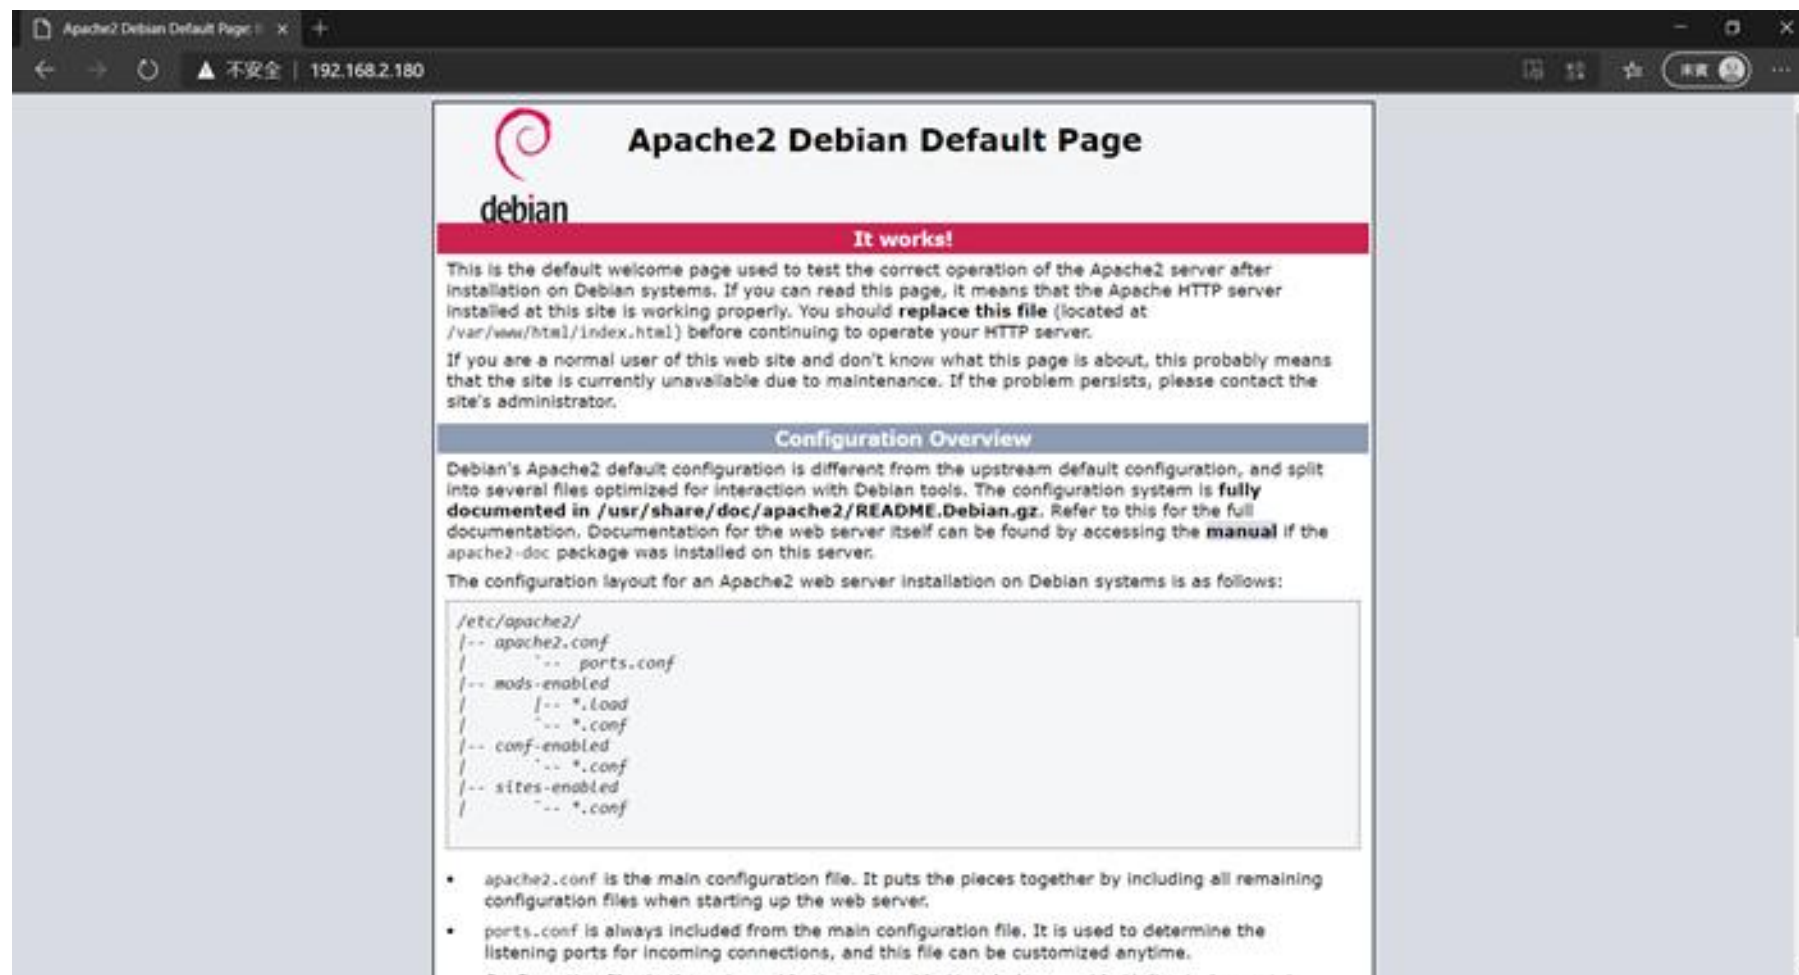 Apache2 Debian Default Page:
不安全 | 192.168.2.180
debian
Apache2 Debian Default Page
It works!
This is the default welcome page used to test the correct operation of the Apache2 server after
installation on Debian systems. If you can read this page, it means that the Apache HTTP server
installed at this site is working properly. You should replace this file (located at
/var/www/html/index.html) before continuing to operate your HTTP server.
If you are a normal user of this web site and don't know what this page is about, this probably means
that the site is currently unavailable due to maintenance. If the problem persists, please contact the
site's administrator.
Configuration Overview
Debian's Apache2 default configuration is different from the upstream default configuration, and split
into several files optimized for interaction with Debian tools. The configuration system is fully
documented in /usr/share/doc/apache2/README.Debian.gz. Refer to this for the full
documentation. Documentation for the web server itself can be found by accessing the manual if the
apache2-doc package was installed on this server.
The configuration layout for an Apache2 web server installation on Debian systems is as follows:
/etc/apache2/
|-- apache2.conf
|       `--  ports.conf
|-- mods-enabled
|       |-- *.load
|       `-- *.conf
|-- conf-enabled
|       `-- *.conf
|-- sites-enabled
|       `-- *.conf
• apache2.conf is the main configuration file. It puts the pieces together by including all remaining
configuration files when starting up the web server.
• ports.conf is always included from the main configuration file. It is used to determine the
listening ports for incoming connections, and this file can be customized anytime.